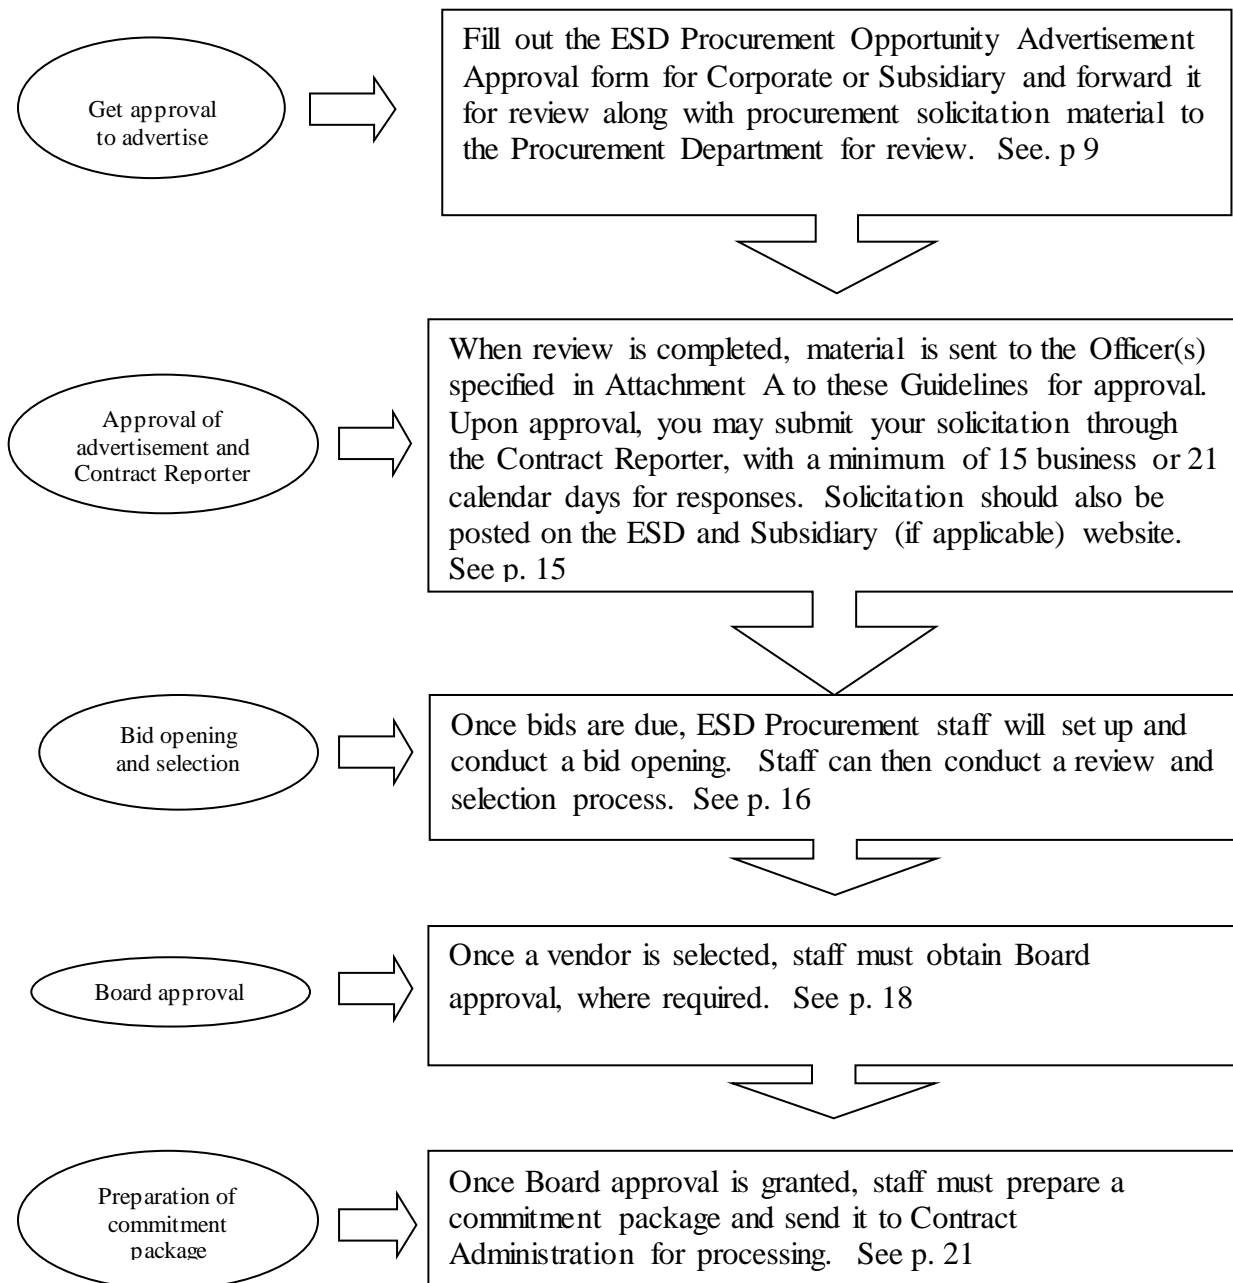 Get approval
to advertise
Fill out the ESD Procurement Opportunity Advertisement
Approval form for Corporate or Subsidiary and forward it
for review along with procurement solicitation material to
the Procurement Department for review. See. p 9
Approval of
advertisement and
Contract Reporter
When review is completed, material is sent to the Officer(s)
specified in Attachment A to these Guidelines for approval.
Upon approval, you may submit your solicitation through
the Contract Reporter, with a minimum of 15 business or 21
calendar days for responses. Solicitation should also be
posted on the ESD and Subsidiary (if applicable) website.
See p. 15
Bid opening
and selection
Once bids are due, ESD Procurement staff will set up and
conduct a bid opening. Staff can then conduct a review and
selection process. See p. 16
Board approval
Once a vendor is selected, staff must obtain Board
approval, where required. See p. 18
Preparation of
commitment
package
Once Board approval is granted, staff must prepare a
commitment package and send it to Contract
Administration for processing. See p. 21